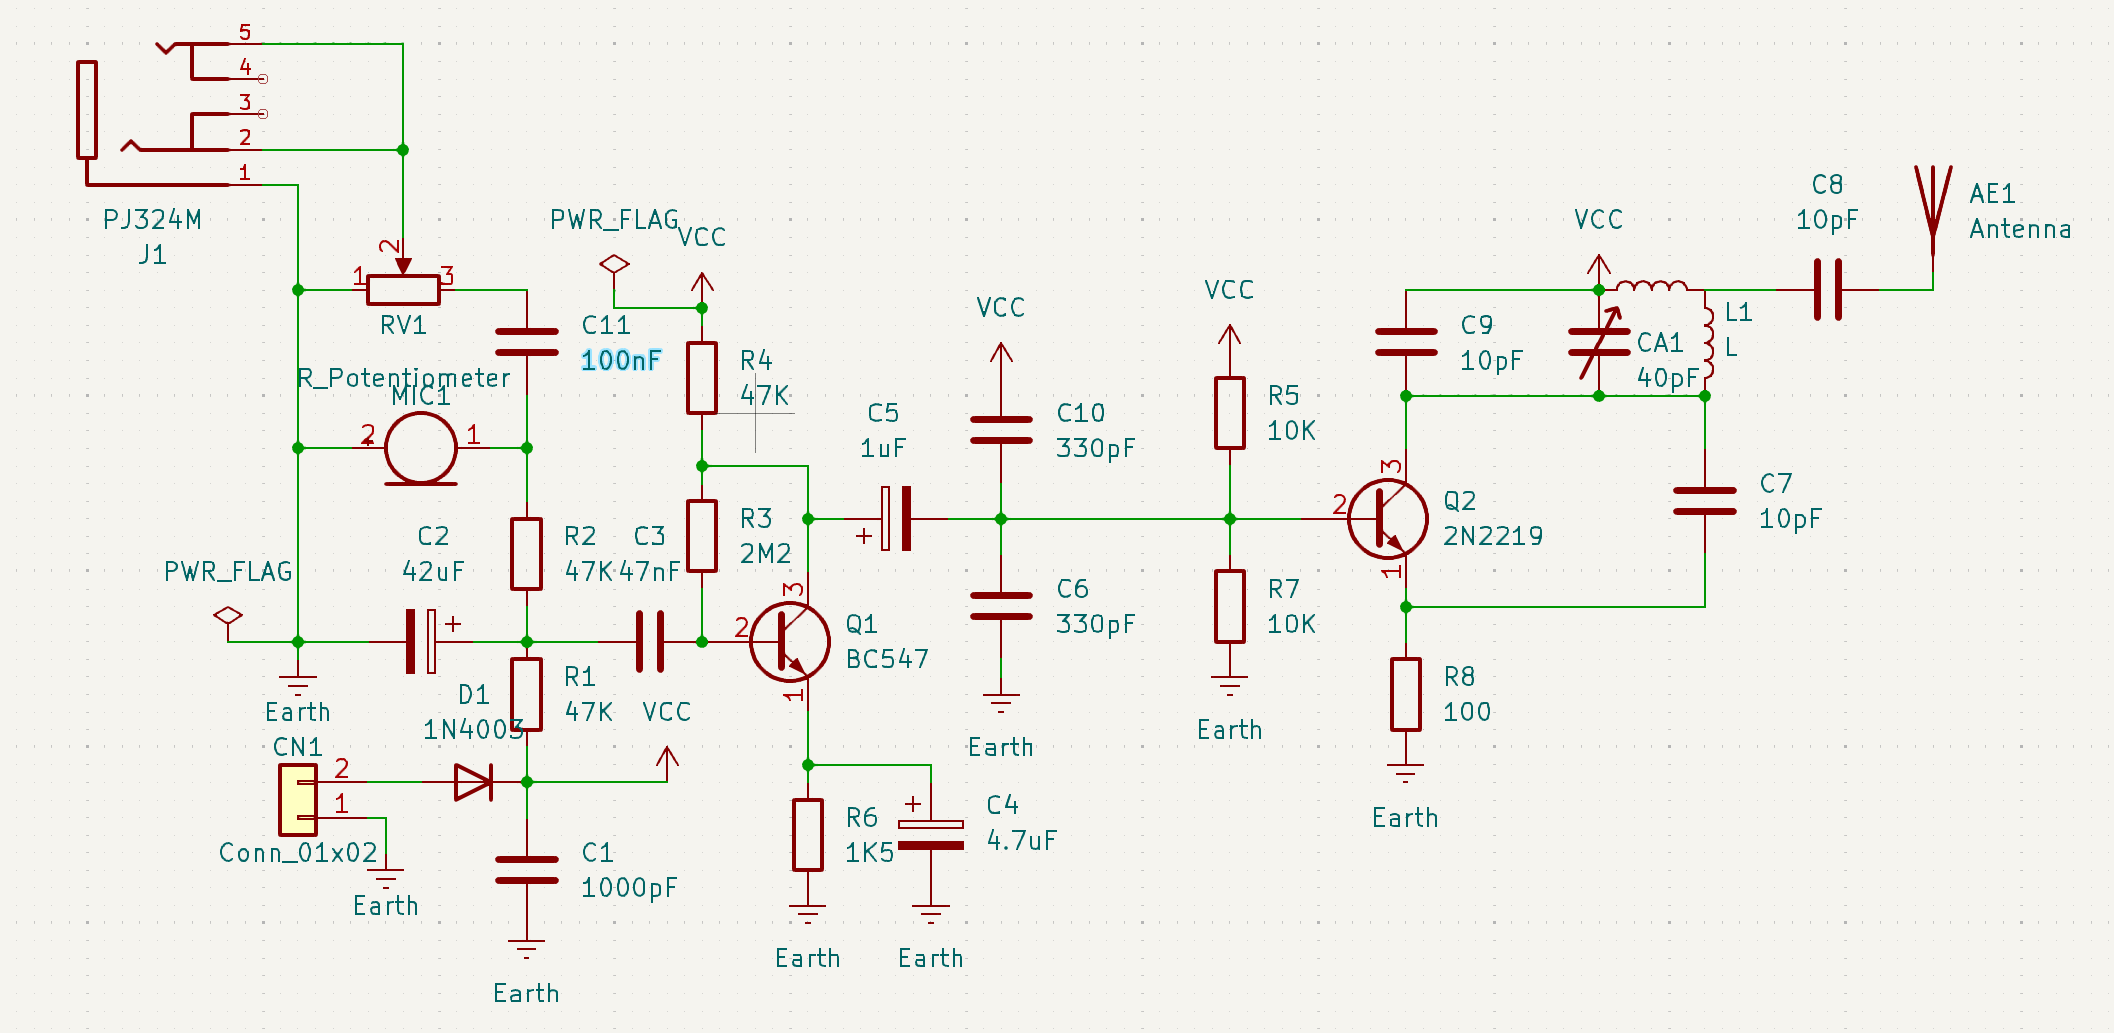 5
4
3
2
1
PJ324M
J1
2
1
3
RV1
R_Potentiometer
C11
100nF
MIC1
2
1
PWR_FLAG
VCC
R4
47K
R3
2M2
C2
42uF
R2
47K
C3
47nF
PWR_FLAG
Earth
D1
1N4003
R1
47K
VCC
CN1
2
1
Conn_01x02
Earth
C1
1000pF
Earth
2
3
1
Q1
BC547
R6
1K5
Earth
+
C4
4.7uF
Earth
C5
1uF
+
+
VCC
C10
330pF
C6
330pF
Earth
VCC
R5
10K
R7
10K
Earth
2
3
1
Q2
2N2219
R8
100
Earth
C9
10pF
VCC
CA1
40pF
L1
L
C7
10pF
C8
10pF
AE1
Antenna